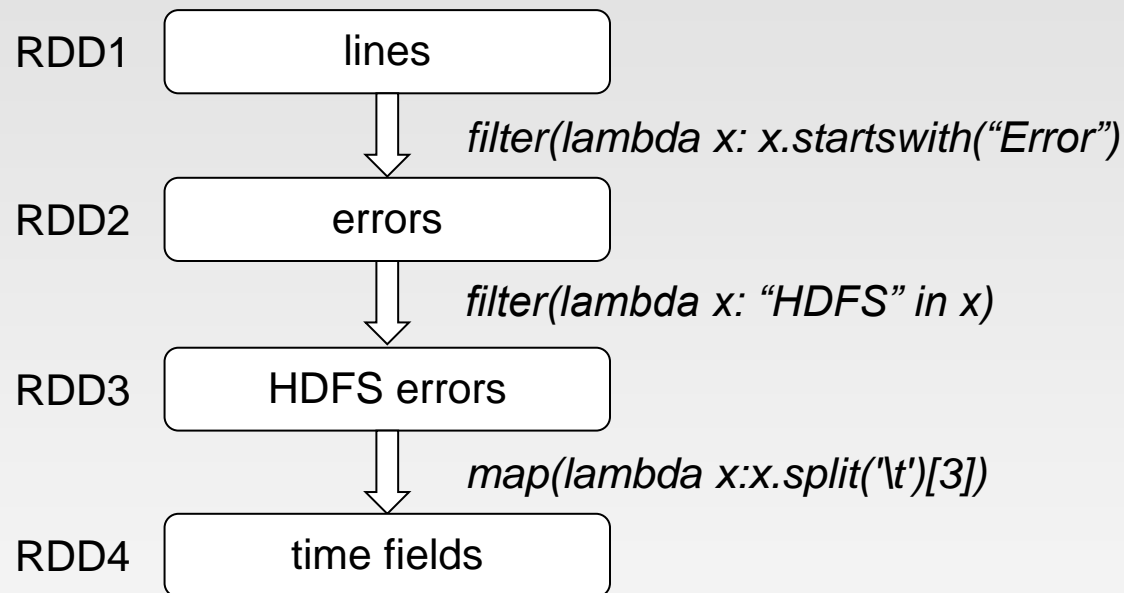 RDD1 lines
filter(lambda x: x.startswith(“Error”)
RDD2 errors
filter(lambda x: “HDFS” in x)
RDD3 HDFS errors
map(lambda x:x.split('\t')[3])
RDD4 time fields